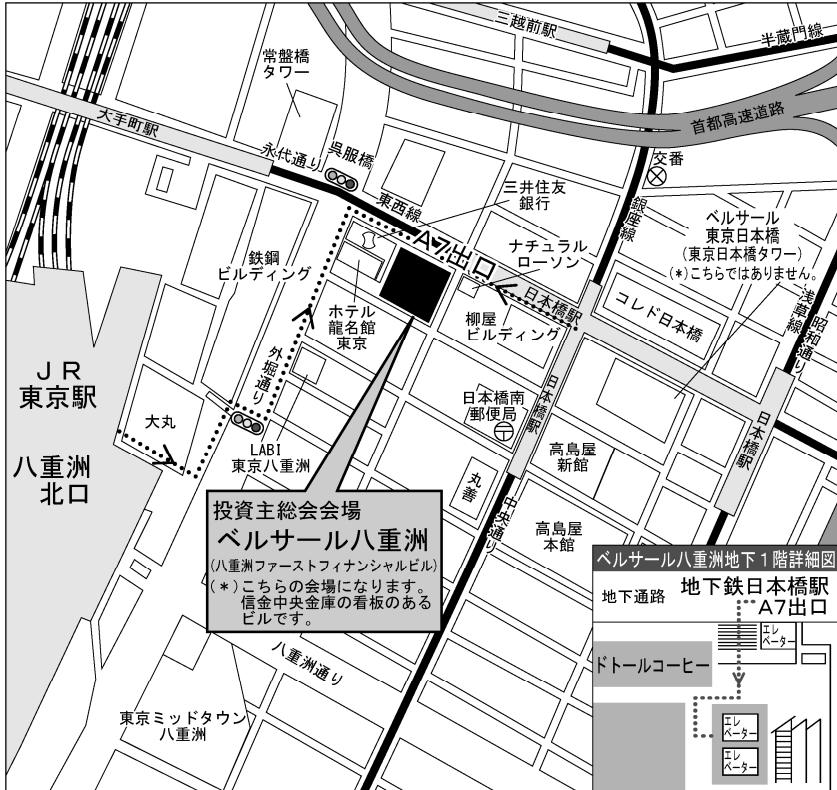 三越前駅
半蔵門線
常盤橋
タワー
首都高速道路
大手町駅
永代通り
呉服橋
交番
東西線
三井住友
銀行
A7出口
銀座線
ベルサール
東京日本橋
(東京日本橋タワー)
(*)こちらではありません。
ナチュラル
ローソン
鉄鋼
ビルディング
日本橋駅
コレド日本橋
浅草線
昭和通り
ホテル
龍名館
東京
柳屋
ビルディング
外堀通り
JR
東京駅
日本橋駅
大丸
日本橋南
郵便局
日本橋駅
LABI
東京八重洲
高島屋
新館
八重洲
北口
丸善
中央通り
高島屋
本館
投資主総会会場
ベルサール八重洲
(八重洲ファーストフィナンシャルビル)
(*)こちらの会場になります。
信金中央金庫の看板のある
ビルです。
八重洲通り
東京ミッドタウン
八重洲
ベルサール八重洲地下1階詳細図
地下鉄日本橋駅
A7出口
地下通路
エレ
ベーター
ドトールコーヒー
エレ
ベーター
エレ
ベーター